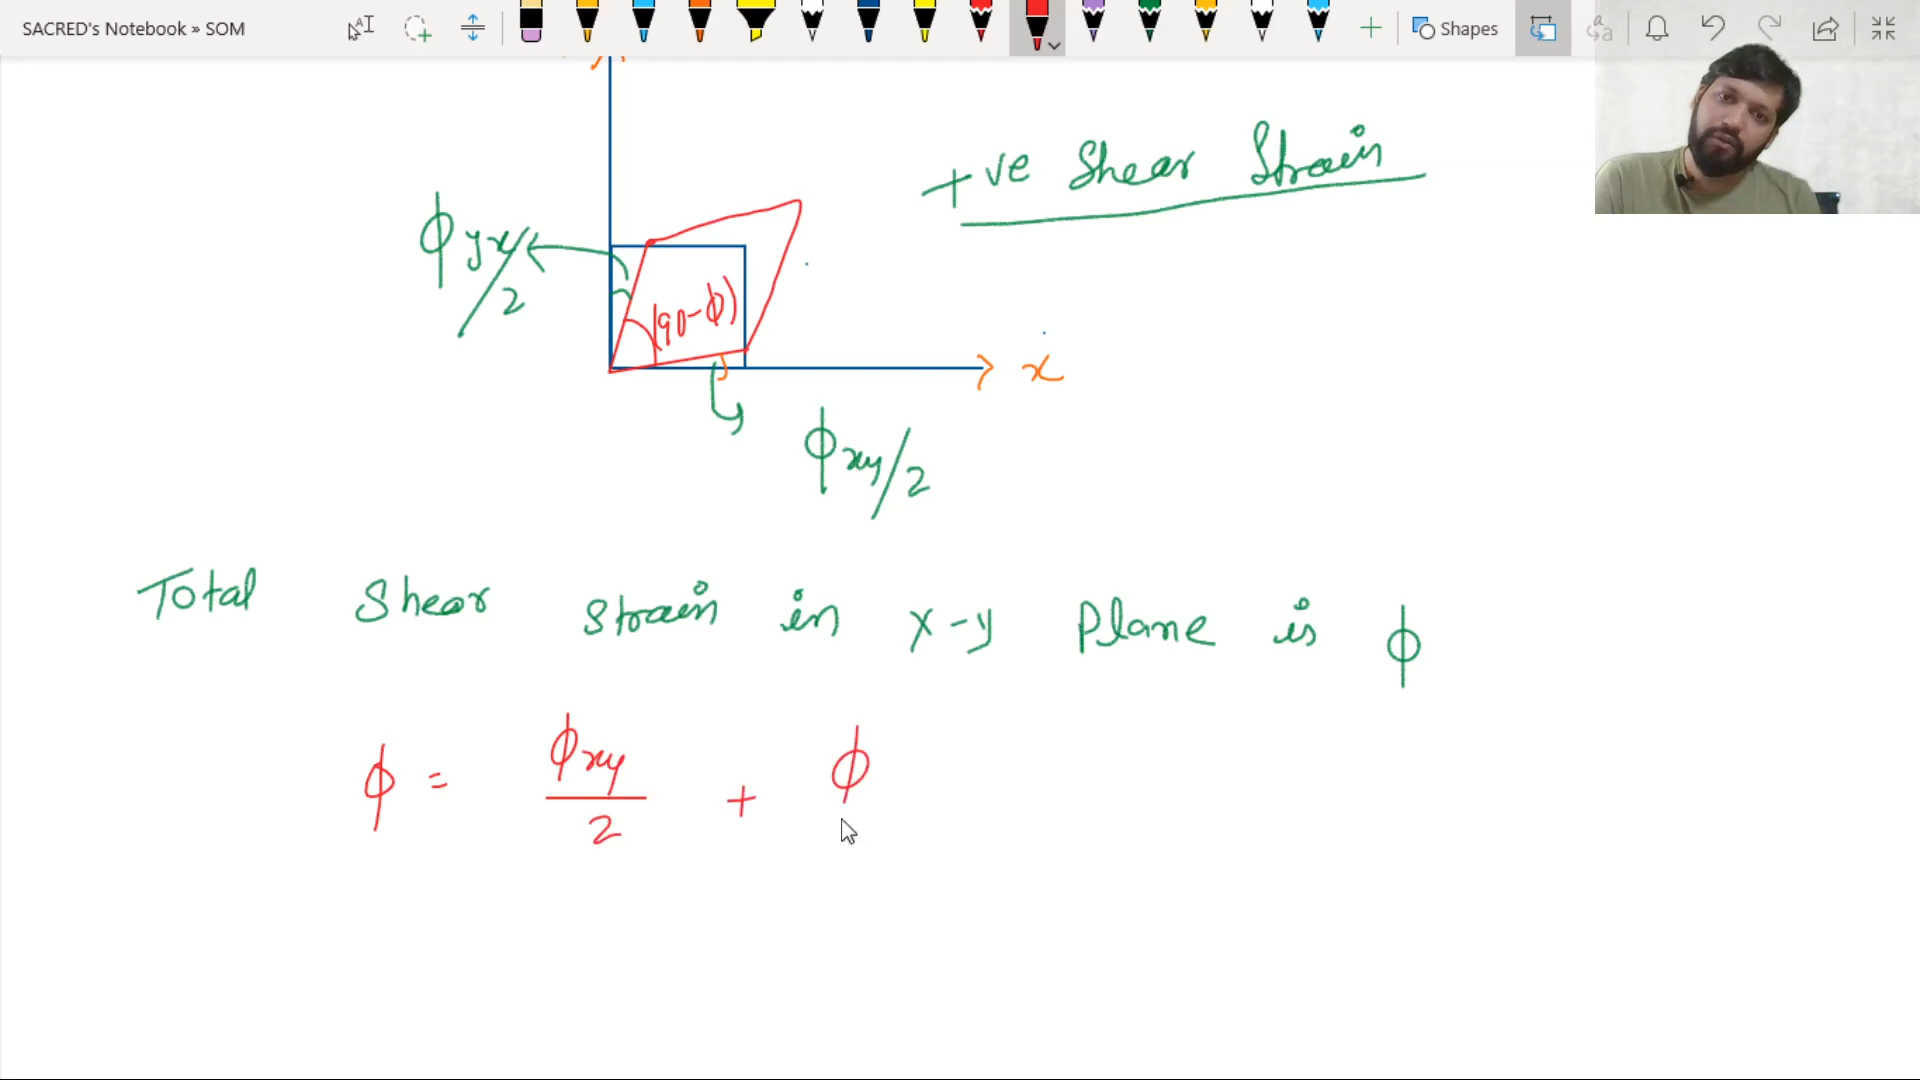 SACRED's Notebook » SOM
Shapes
+ve Shear Strain
ϕyx/2
(90-ϕ)
x
ϕxy/2
Total Shear Strain in x-y Plane is ϕ
ϕ = ϕxy/2 + ϕ